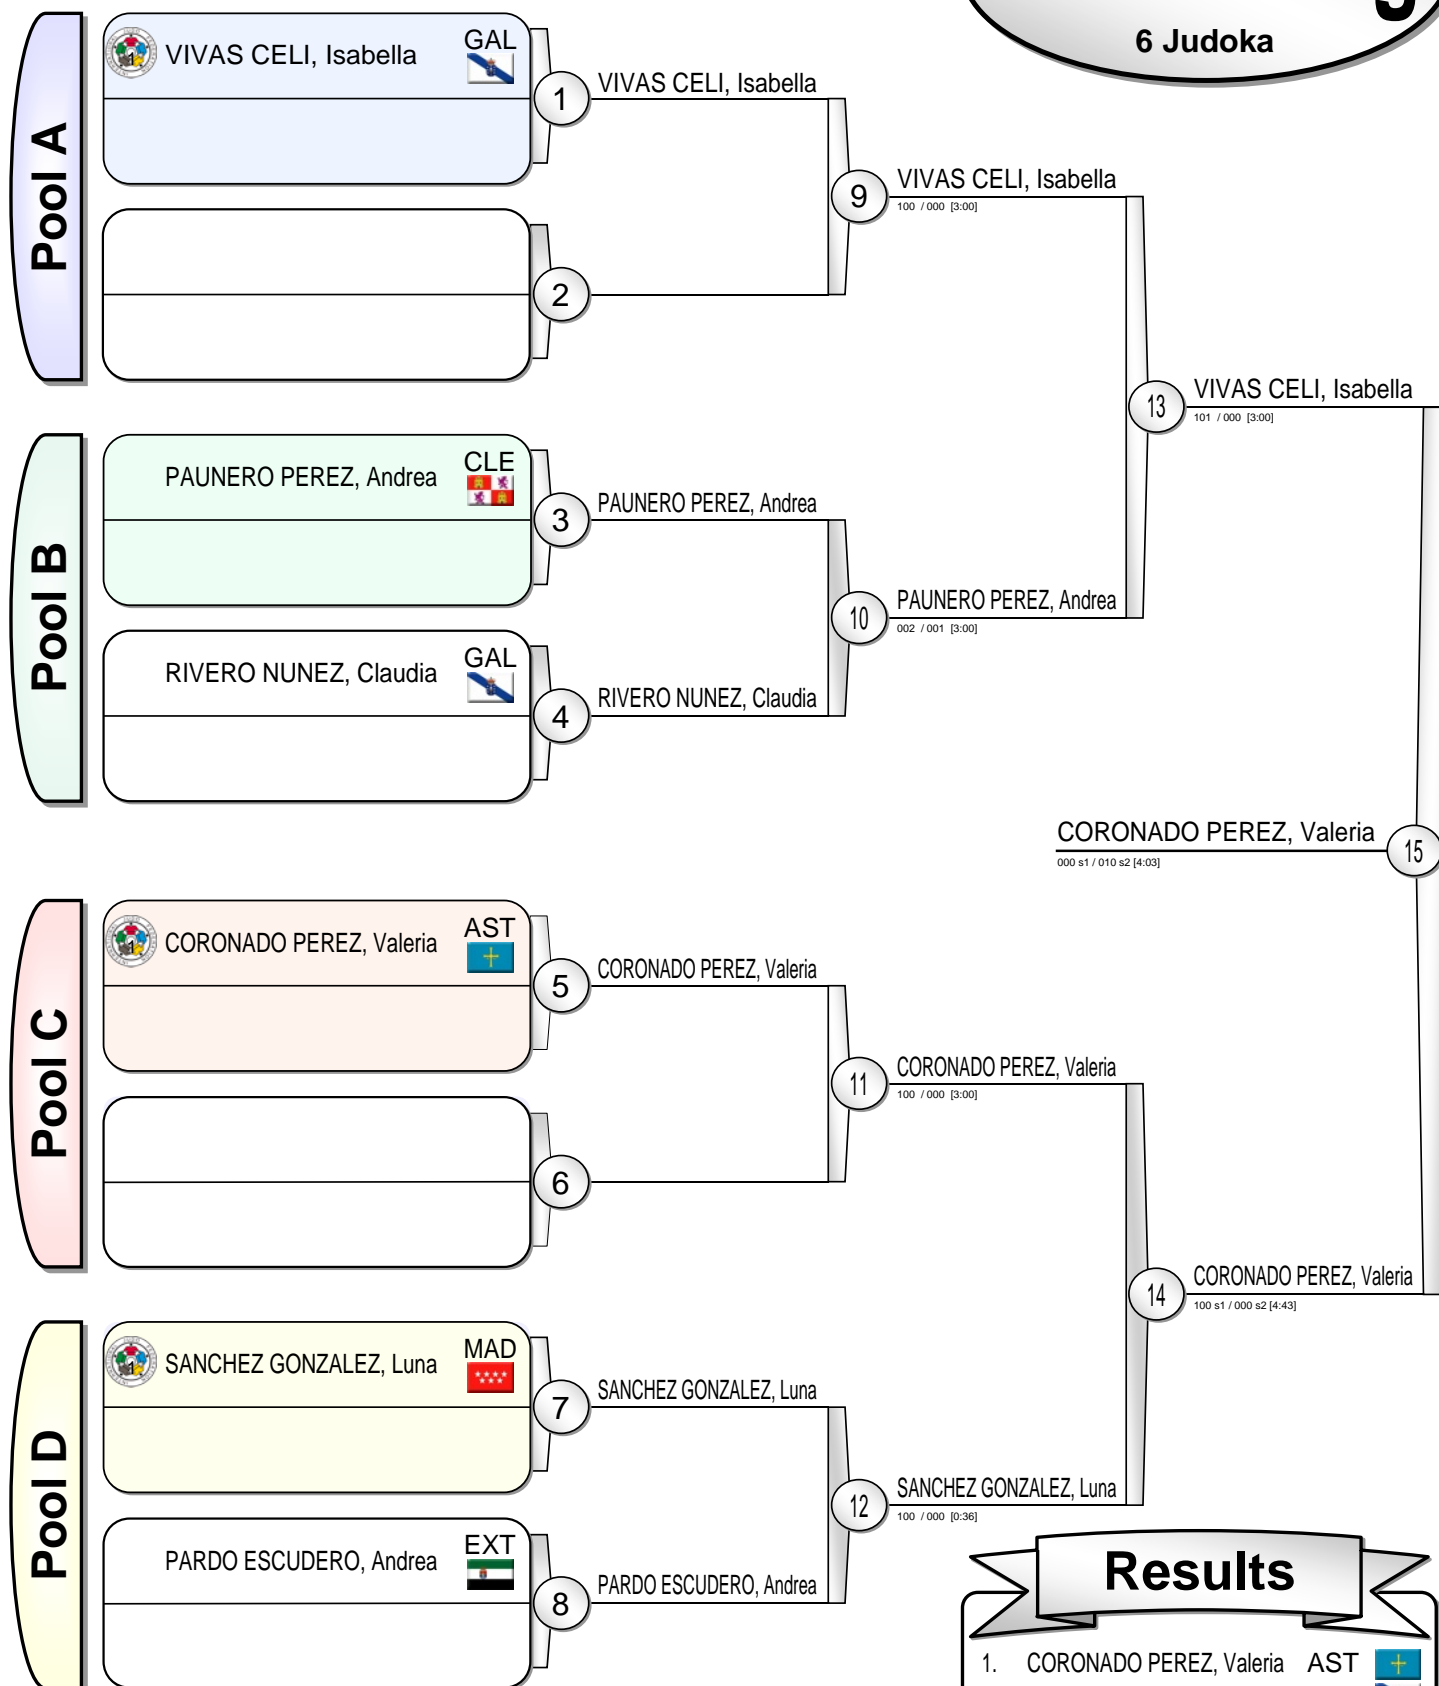 6 Judoka
Pool A
VIVAS CELI, Isabella GAL
1
VIVAS CELI, Isabella
2
9
VIVAS CELI, Isabella
100 / 000 [3:00]
13
VIVAS CELI, Isabella
101 / 000 [3:00]
Pool B
PAUNERO PEREZ, Andrea CLE
3
PAUNERO PEREZ, Andrea
RIVERO NUNEZ, Claudia GAL
4
RIVERO NUNEZ, Claudia
10
PAUNERO PEREZ, Andrea
002 / 001 [3:00]
CORONADO PEREZ, Valeria
000 s1 / 010 s2 [4:03]
15
Pool C
CORONADO PEREZ, Valeria AST
5
CORONADO PEREZ, Valeria
6
11
CORONADO PEREZ, Valeria
100 / 000 [3:00]
14
CORONADO PEREZ, Valeria
100 s1 / 000 s2 [4:43]
Pool D
SANCHEZ GONZALEZ, Luna MAD
7
SANCHEZ GONZALEZ, Luna
PARDO ESCUDERO, Andrea EXT
8
PARDO ESCUDERO, Andrea
12
SANCHEZ GONZALEZ, Luna
100 / 000 [0:36]
Results
1. CORONADO PEREZ, Valeria AST